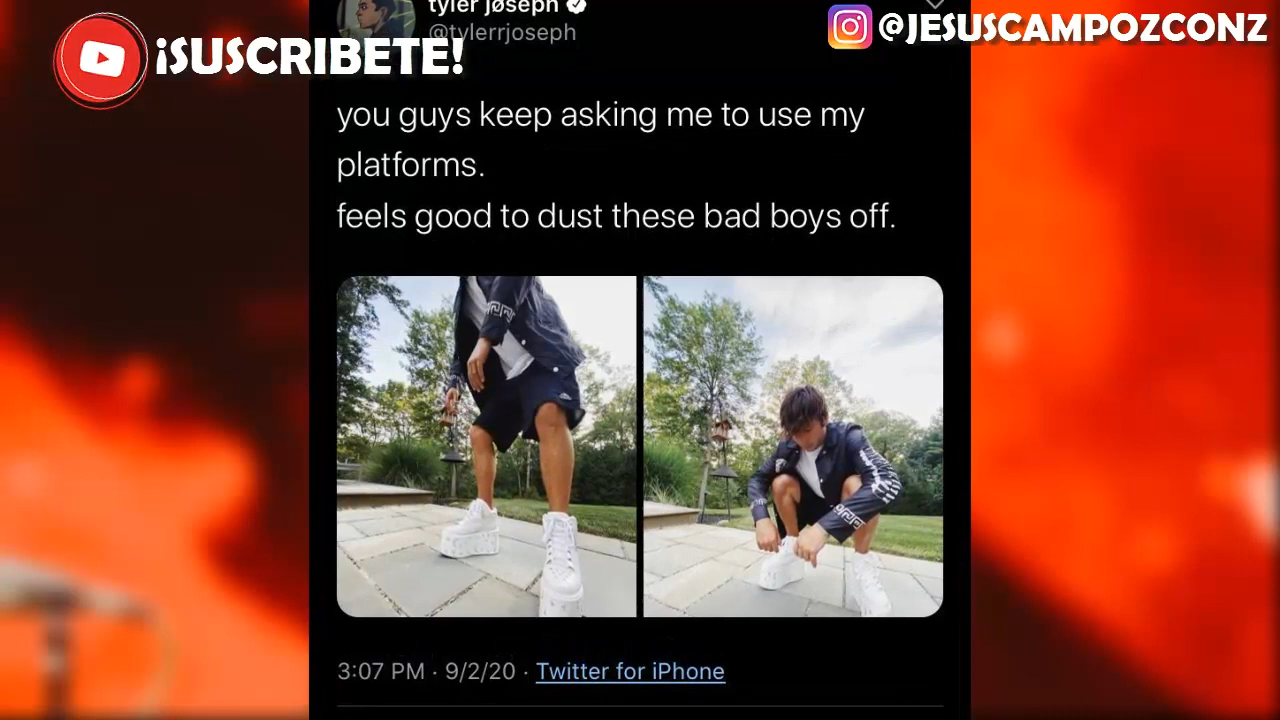 tyler jøseph
@tylerrjoseph
¡SUSCRIBETE!
@JESUSCAMPOZCONZ
you guys keep asking me to use my
platforms.
feels good to dust these bad boys off.
3:07 PM · 9/2/20 · Twitter for iPhone